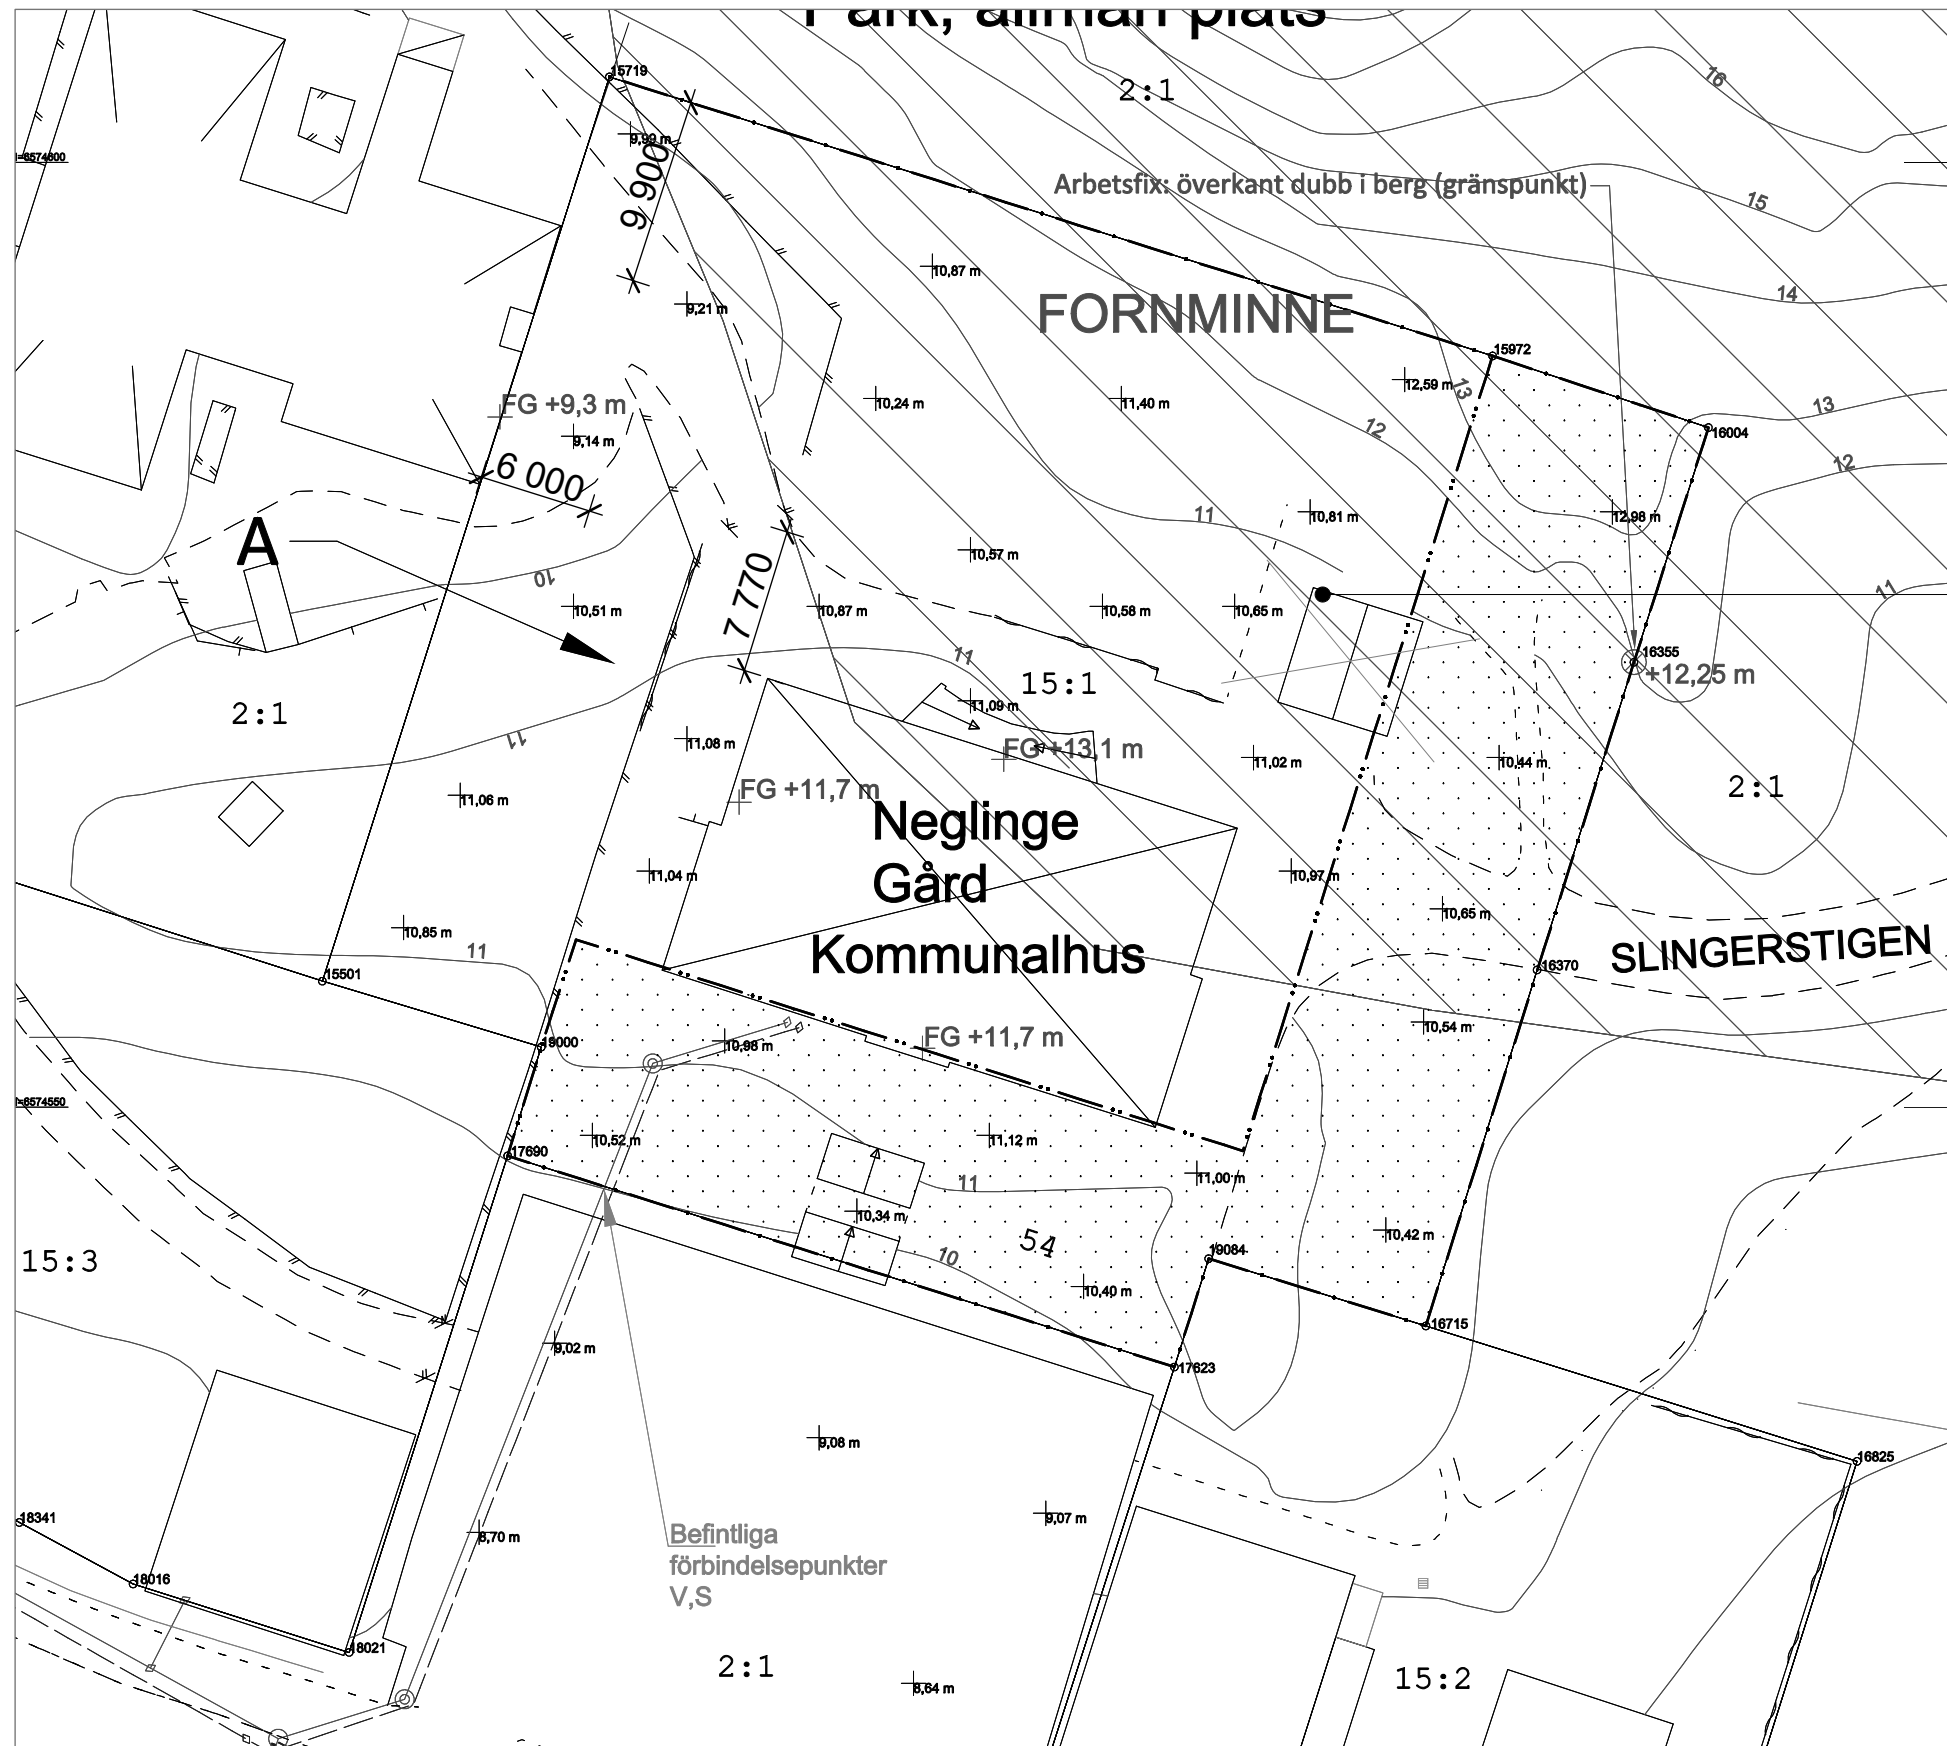 Park, allmän plats
15719
2:1
16
9,99 m
=6574600
9 900
Arbetsfix: överkant dubb i berg (gränspunkt)
15
10,87 m
9,21 m
FORNMINNE
14
15972
12,59 m
13
FG +9,3 m
10,24 m
11,40 m
13
16004
12
9,14 m
12
6 000
11
10,81 m
12,98 m
A
10,57 m
10
7 770
11
10,51 m
10,87 m
10,58 m
10,65 m
11
16355
+12,25 m
15:1
2:1
11,09 m
11
11,08 m
FG +13,1 m
11,02 m
10,44 m
2:1
FG +11,7 m
11,06 m
Neglinge
Gård
11,04 m
10,97 m
10,65 m
10,85 m
11
Kommunalhus
SLINGERSTIGEN
15501
16370
10,54 m
19000
10,98 m
FG +11,7 m
=6574550
10,52 m
11,12 m
17690
11,00 m
11
10,34 m
54
10,42 m
15:3
10
19084
10,40 m
16715
9,02 m
17623
9,08 m
16825
9,07 m
18341
8,70 m
Befintliga
förbindelsepunkter
V,S
18016
18021
2:1
15:2
8,64 m